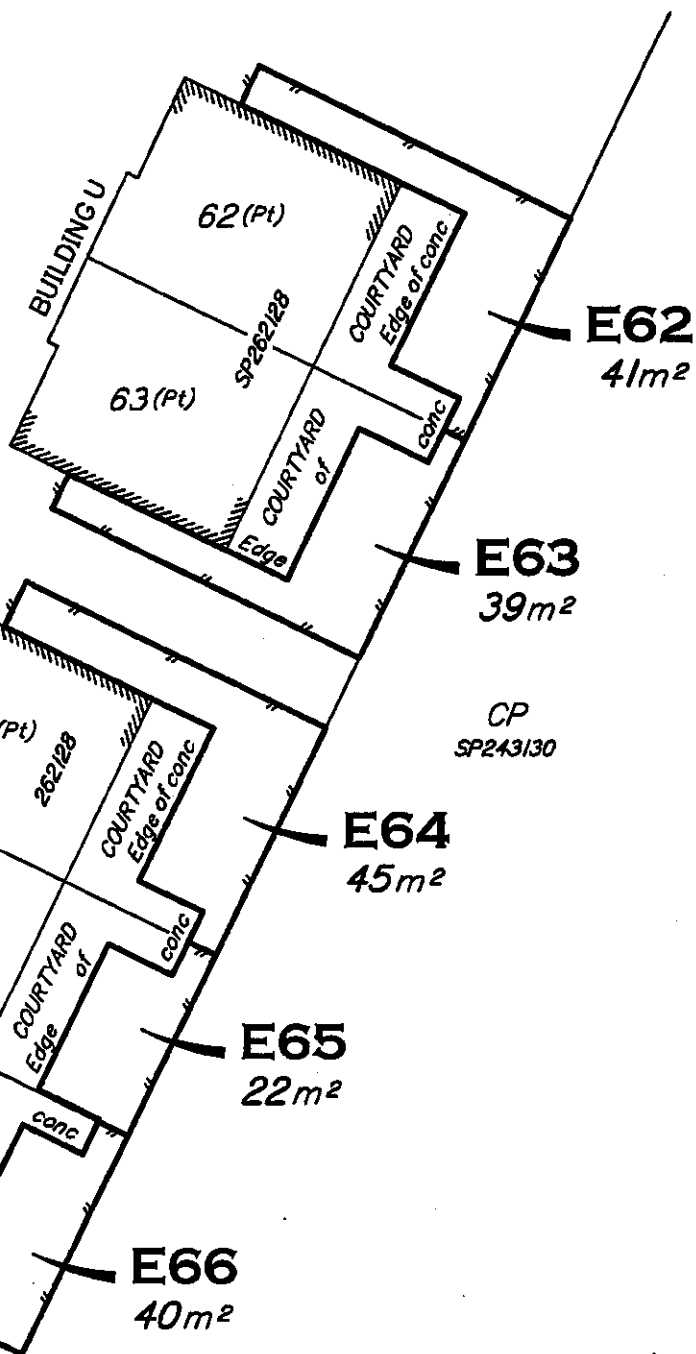 BUILDING U
62 (Pt)
SP262128
63 (Pt)
COURTYARD
Edge of conc
COURTYARD
of
Edge
conc
E62
41m²
E63
39m²
CP
SP243130
(Pt)
262128
COURTYARD
Edge of conc
COURTYARD
of
Edge
conc
E64
45m²
E65
22m²
conc
E66
40m²